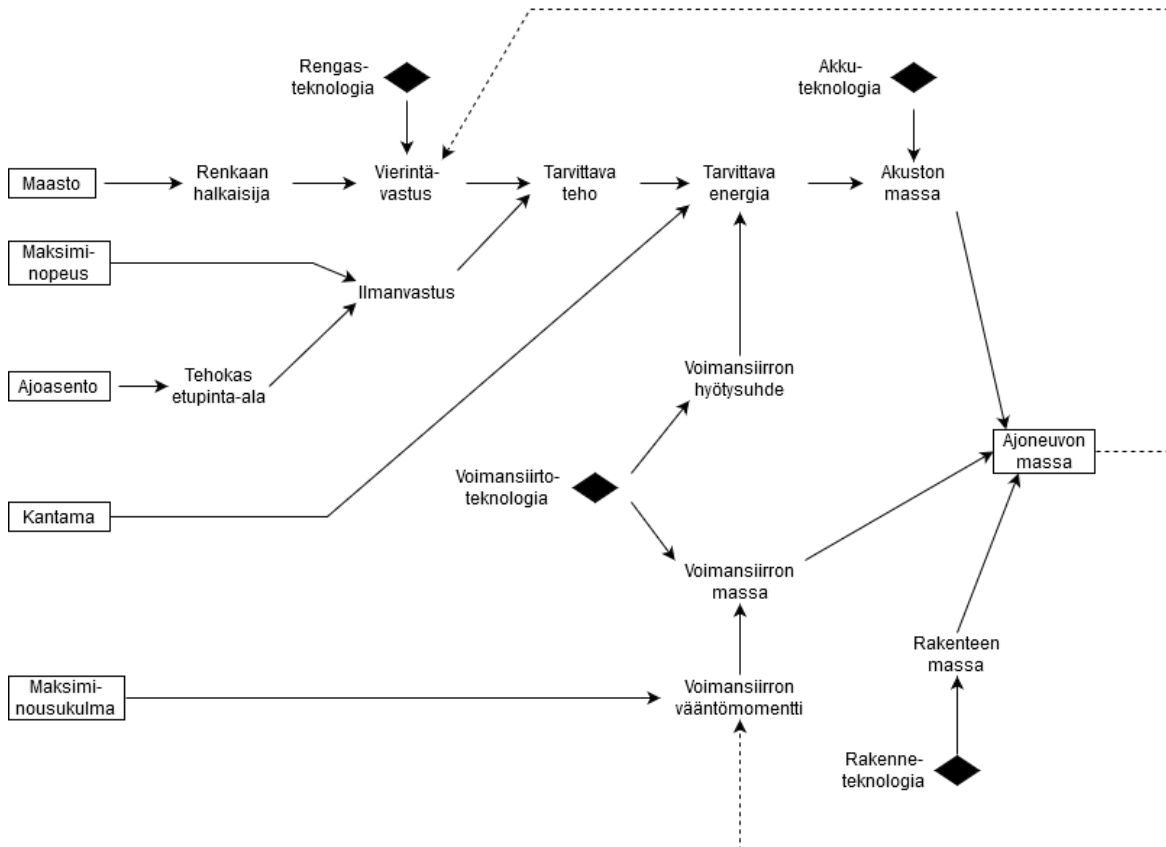 Rengas-
teknologia
Akku-
teknologia
Maasto
Renkaan
halkaisija
Vierintä-
vastus
Tarvittava
teho
Tarvittava
energia
Akuston
massa
Maksimi-
nopeus
Ilmanvastus
Ajoasento
Tehokas
etupinta-ala
Voimansiirron
hyötysuhde
Ajoneuvon
massa
Voimansiirto-
teknologia
Kantama
Voimansiirron
massa
Rakenteen
massa
Maksimi-
nousukulma
Voimansiirron
vääntömomentti
Rakenne-
teknologia